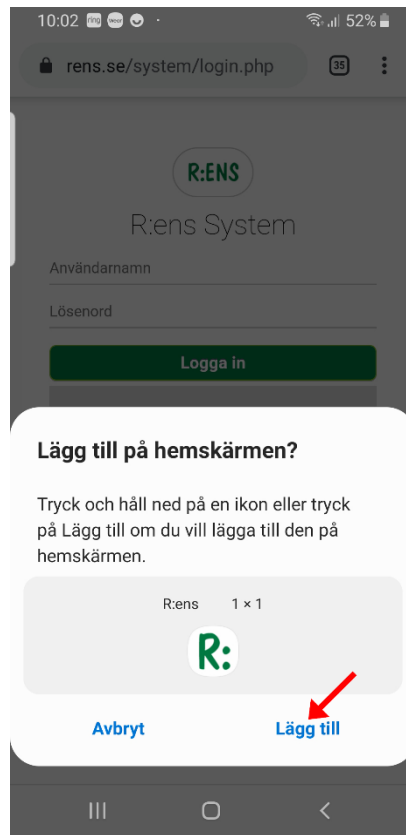 10:02 ring
52%
rens.se/system/login.php 35
R:ENS
R:ens System
Användarnamn
Lösenord
Logga in
Lägg till på hemskärmen?
Tryck och håll ned på en ikon eller tryck
på Lägg till om du vill lägga till den på
hemskärmen.
R:ens 1 × 1
R:
Avbryt Lägg till